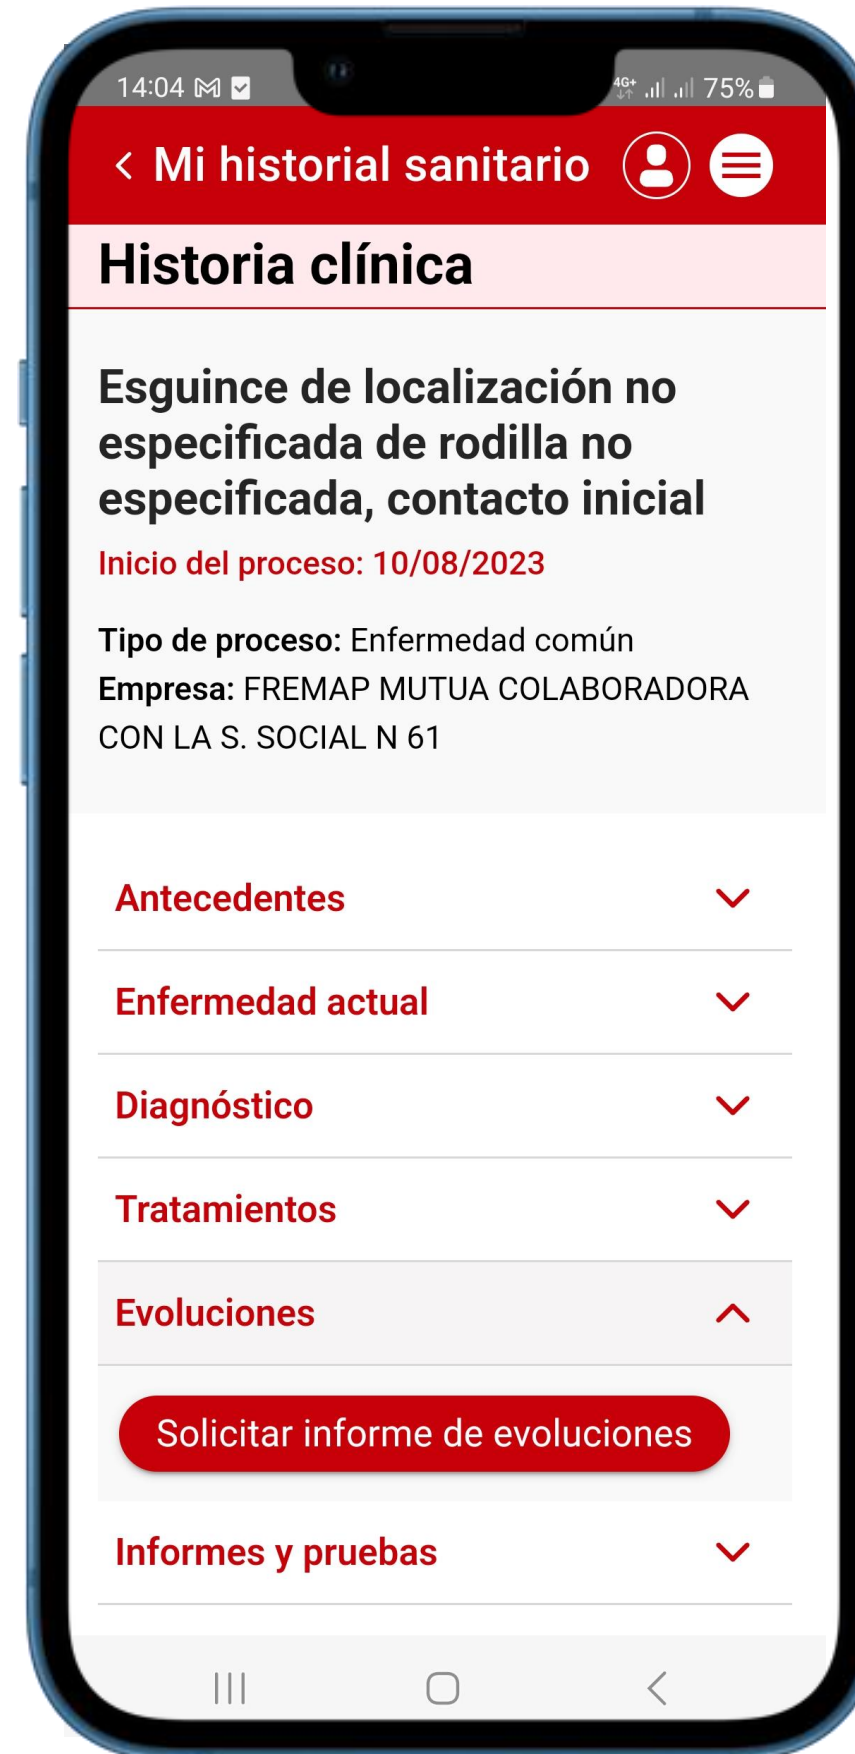 14:04
4G+ 75%
Mi historial sanitario
Historia clínica
Esguince de localización no
especificada de rodilla no
especificada, contacto inicial
Inicio del proceso: 10/08/2023
Tipo de proceso: Enfermedad común
Empresa: FREMAP MUTUA COLABORADORA
CON LA S. SOCIAL N 61
Antecedentes
Enfermedad actual
Diagnóstico
Tratamientos
Evoluciones
Solicitar informe de evoluciones
Informes y pruebas